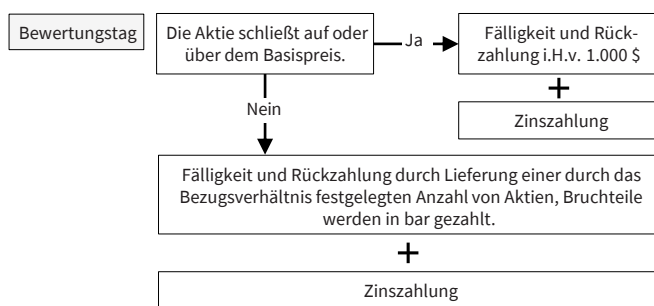 Bewertungstag
Die Aktie schließt auf oder
über dem Basispreis.
Ja
Fälligkeit und Rück-
zahlung i.H.v. 1.000 $
+
Zinszahlung
Nein
Fälligkeit und Rückzahlung durch Lieferung einer durch das
Bezugsverhältnis festgelegten Anzahl von Aktien, Bruchteile
werden in bar gezahlt.
+
Zinszahlung